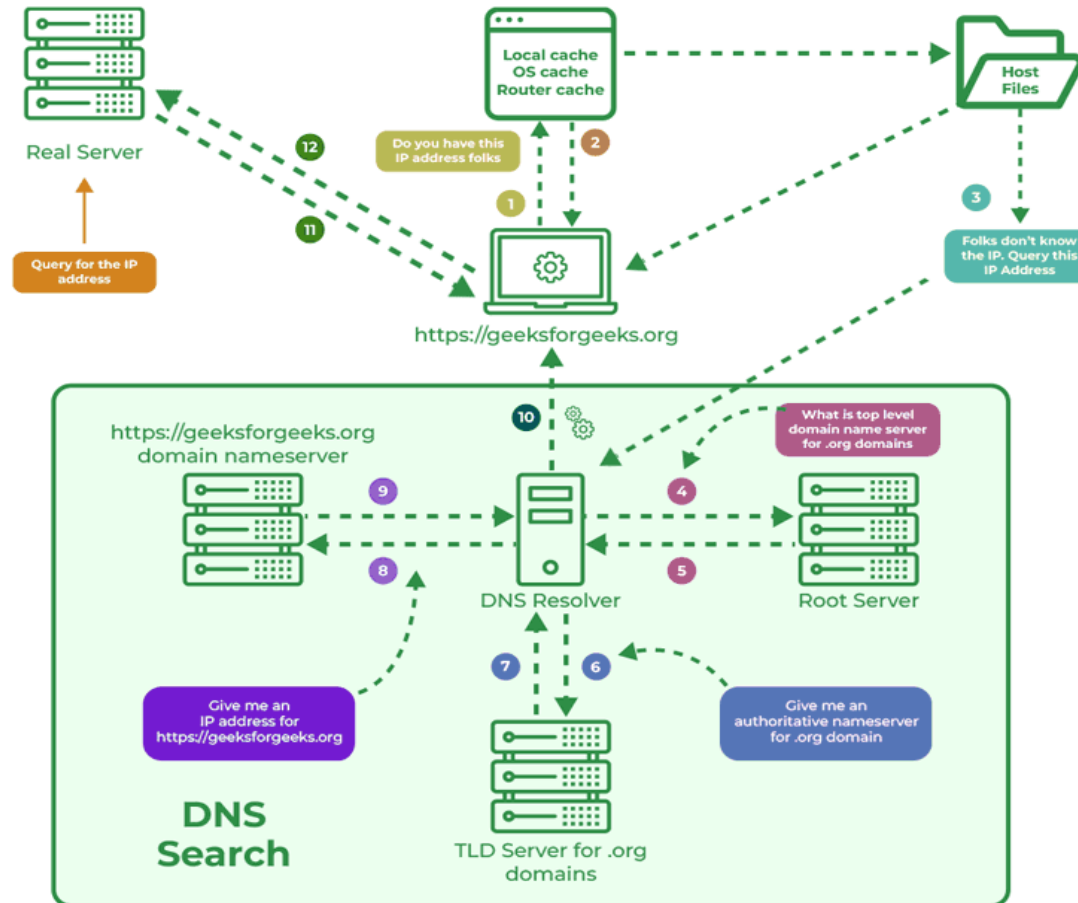 Local cache
OS cache
Router cache
Host
Files
Real Server
12
Do you have this
IP address folks
2
1
3
11
Query for the IP
address
Folks don't know
the IP. Query this
IP Address
https://geeksforgeeks.org
10
What is top level
domain name server
for .org domains
https://geeksforgeeks.org
domain nameserver
9
4
8
5
DNS Resolver
Root Server
7
6
Give me an
IP address for
https://geeksforgeeks.org
Give me an
authoritative nameserver
for .org domain
DNS
Search
TLD Server for .org
domains